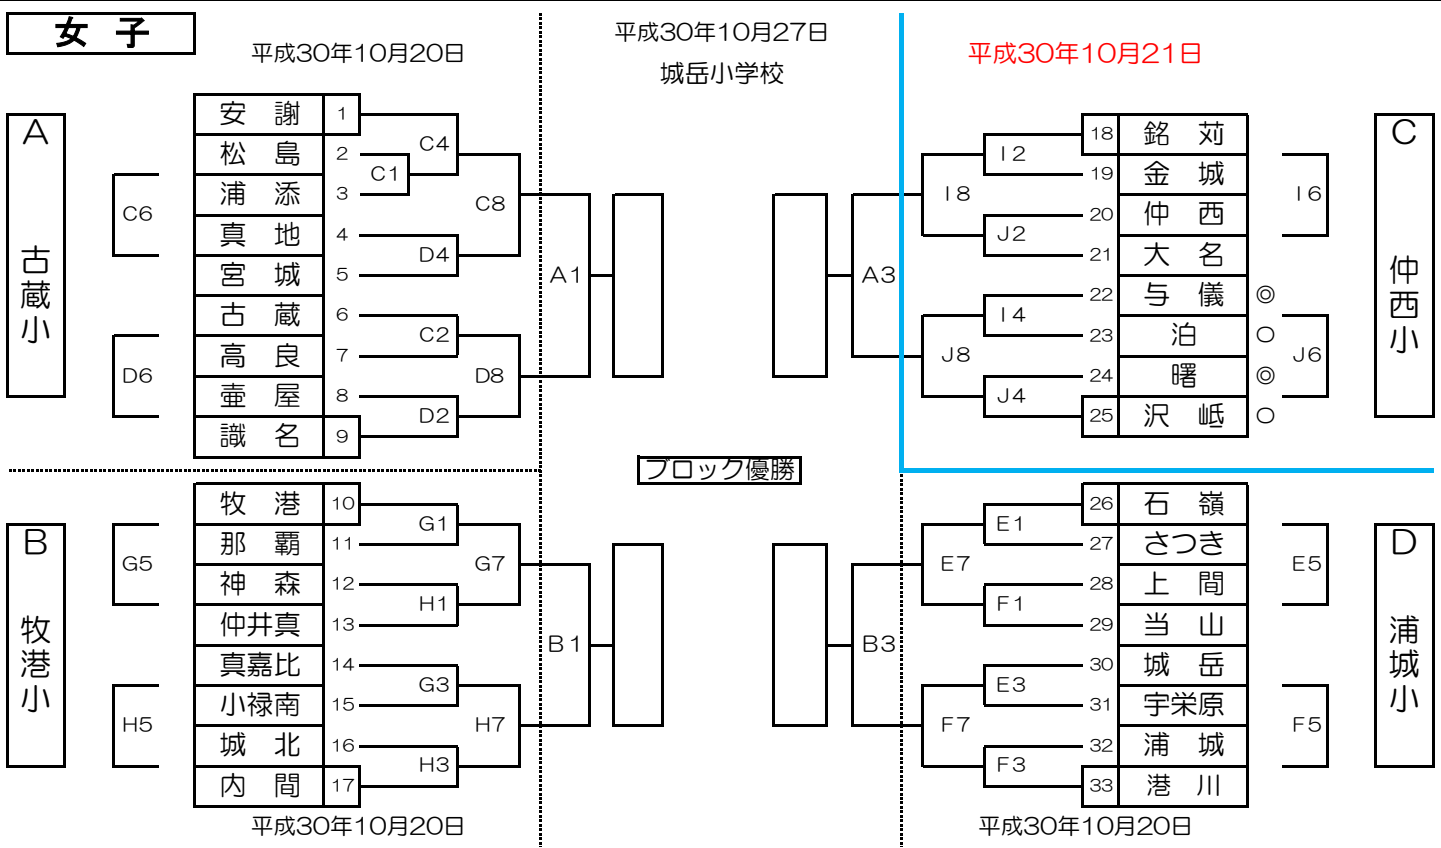 女子
平成30年10月20日
平成30年10月27日
城岳小学校
平成30年10月21日
A
古蔵小
C6
D6
安謝 1
松島 2
浦添 3
真地 4
宮城 5
古蔵 6
高良 7
壷屋 8
識名 9
C1
C4
D4
C2
D2
C8
D8
A1
A3
I8
J8
I2
J2
I4
J4
18 銘苅
19 金城
20 仲西
21 大名
22 与儀 ◎
23 泊 ○
24 曙 ◎
25 沢岻 ○
I6
J6
C
仲西小
ブロック優勝
B
牧港小
G5
H5
牧港 10
那覇 11
神森 12
仲井真 13
真嘉比 14
小禄南 15
城北 16
内間 17
G1
H1
G3
H3
G7
H7
B1
B3
E7
F7
E1
F1
E3
F3
26 石嶺
27 さつき
28 上間
29 当山
30 城岳
31 宇栄原
32 浦城
33 港川
E5
F5
D
浦城小
平成30年10月20日
平成30年10月20日